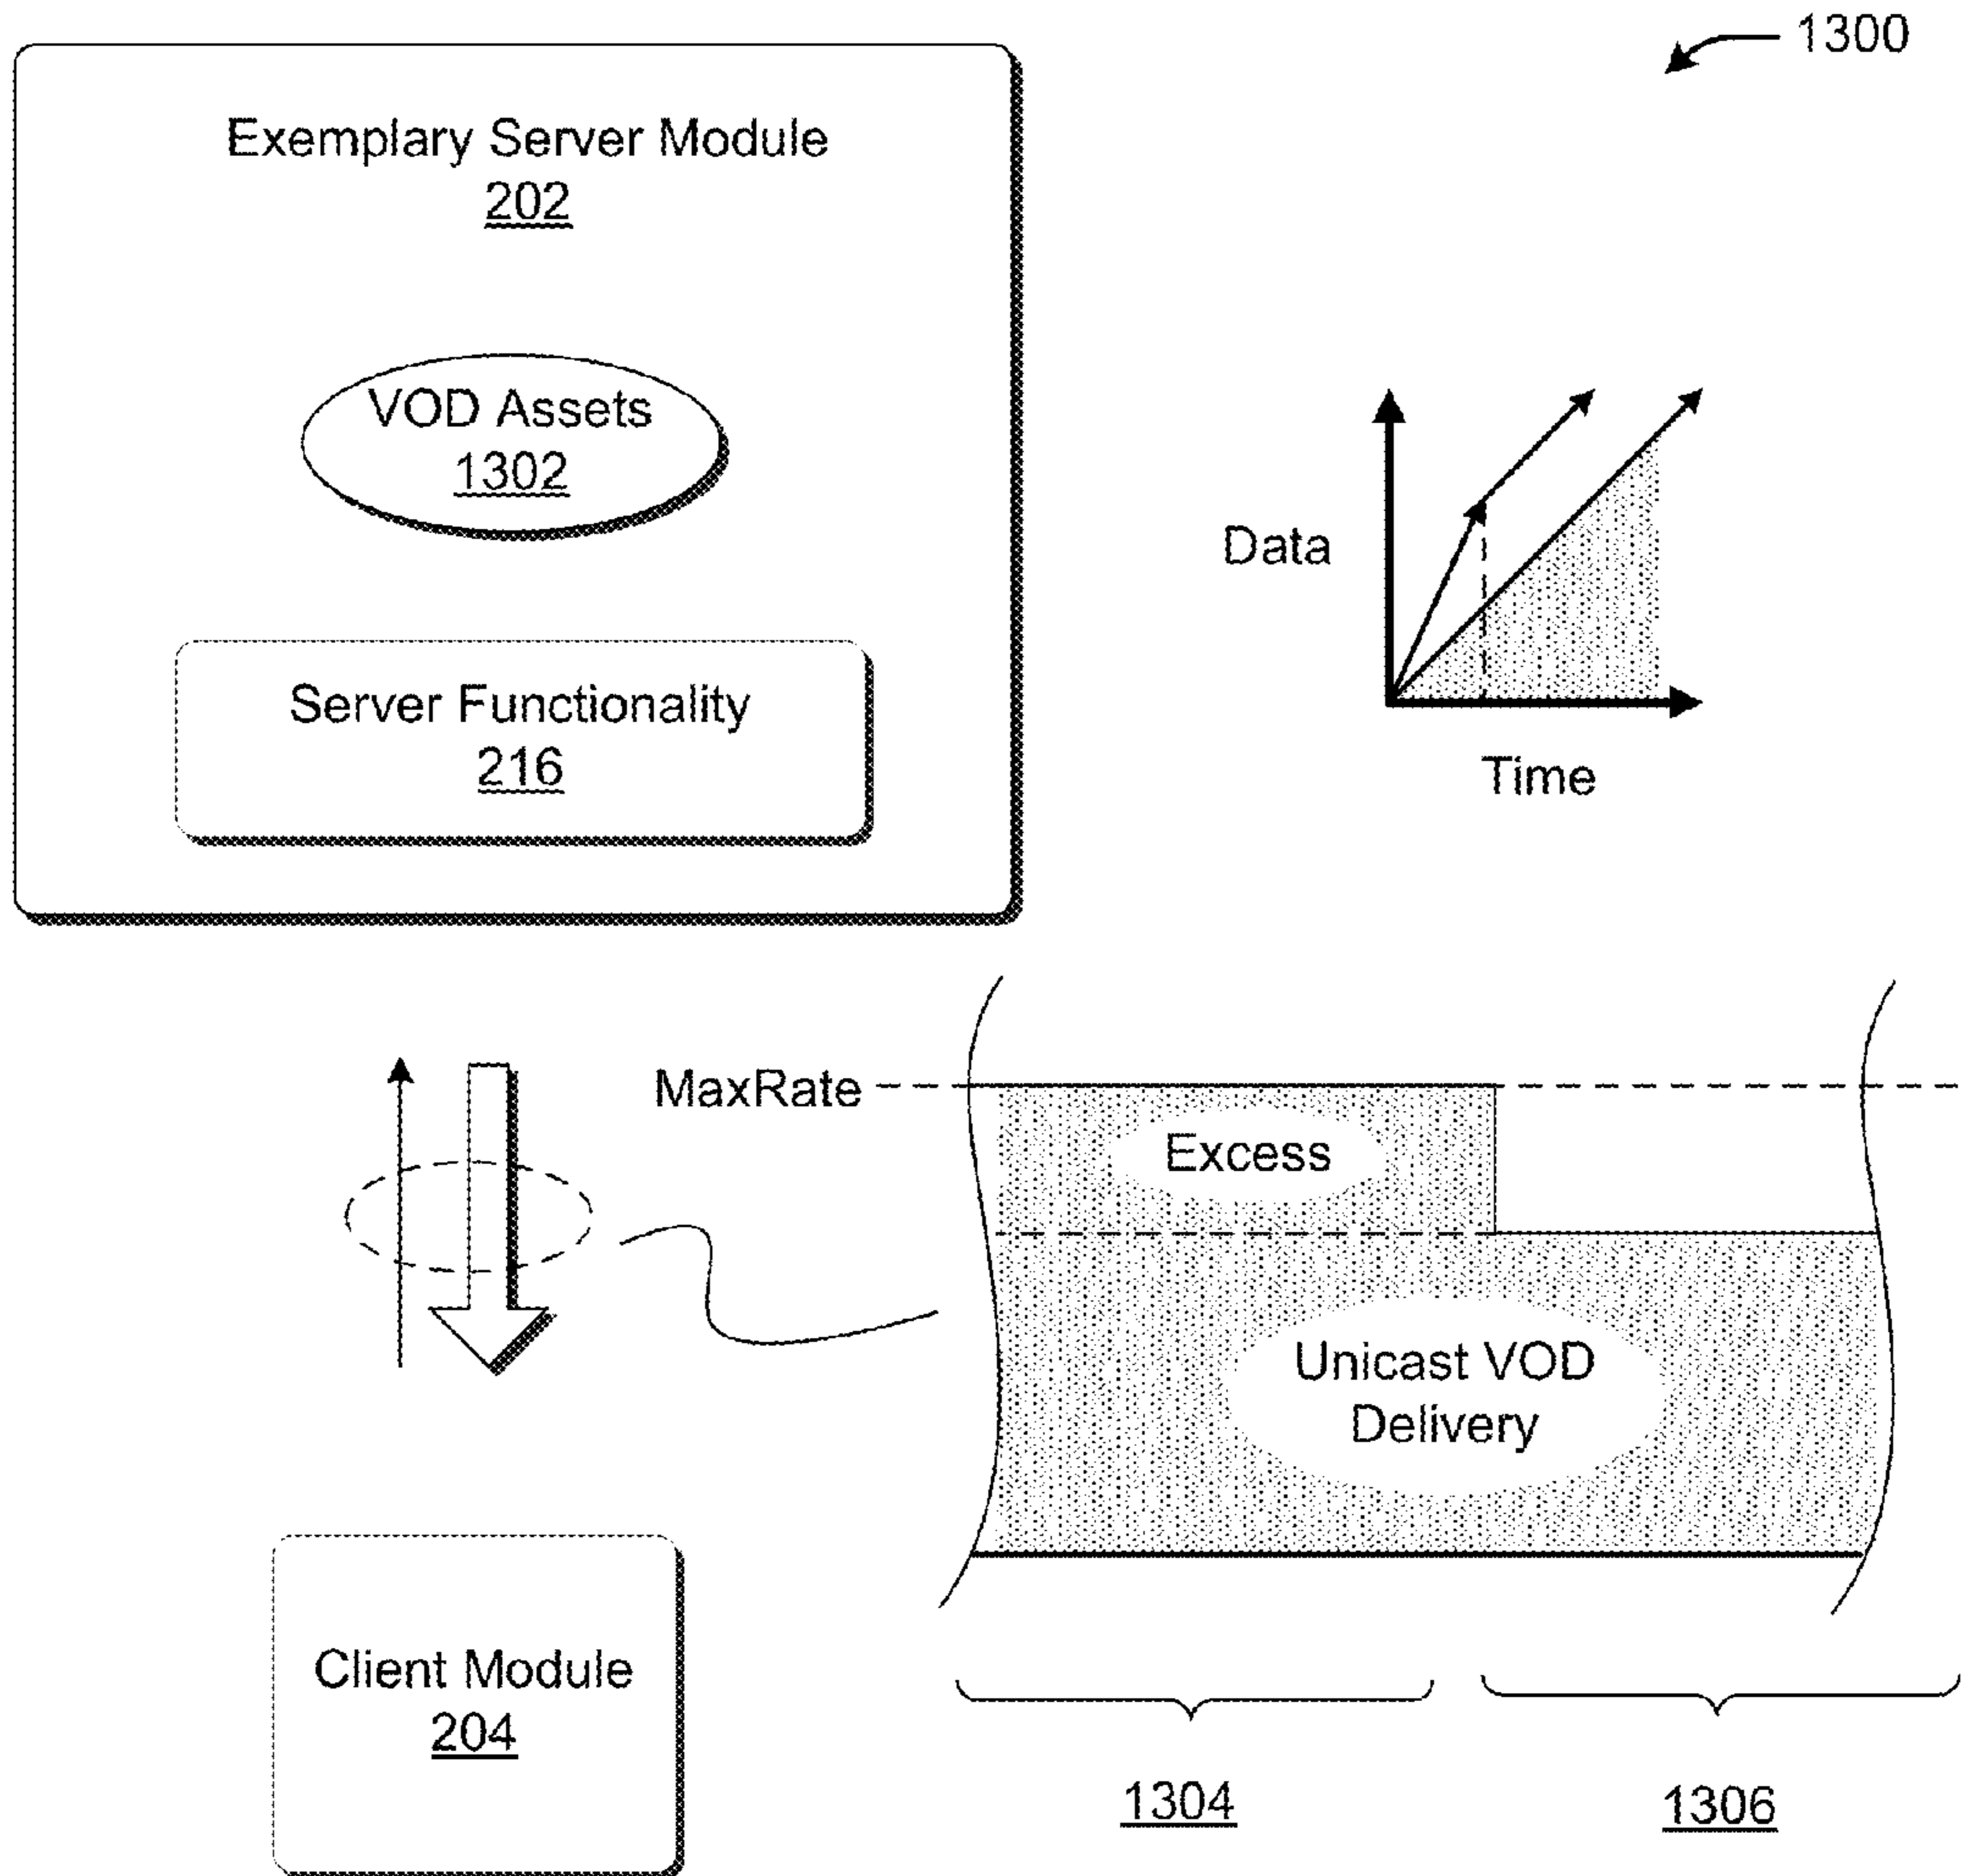 1300
Exemplary Server Module
202
VOD Assets
1302
Server Functionality
216
Data
Time
MaxRate
Excess
Unicast VOD
Delivery
Client Module
204
1304
1306